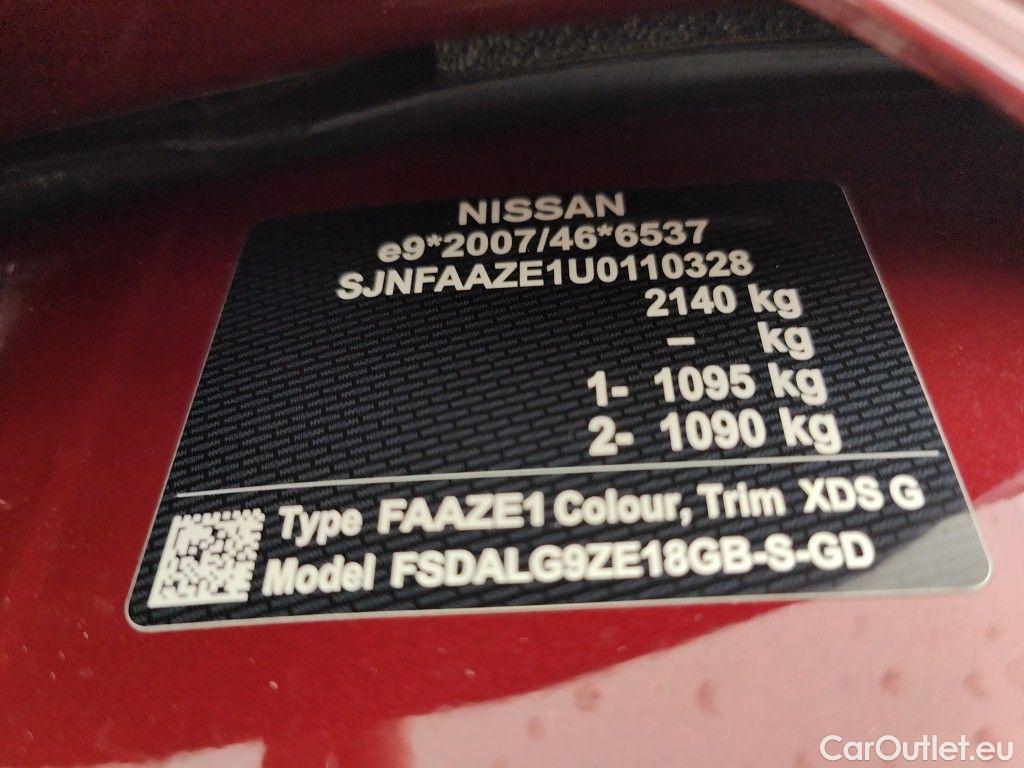 NISSAN
e9*2007/46*6537
SJNFAAZE1U0110328
2140 kg
– kg
1- 1095 kg
2- 1090 kg
Type FAAZE1 Colour, Trim XDS G
Model FSDALG9ZE18GB-S-GD
CarOutlet.eu